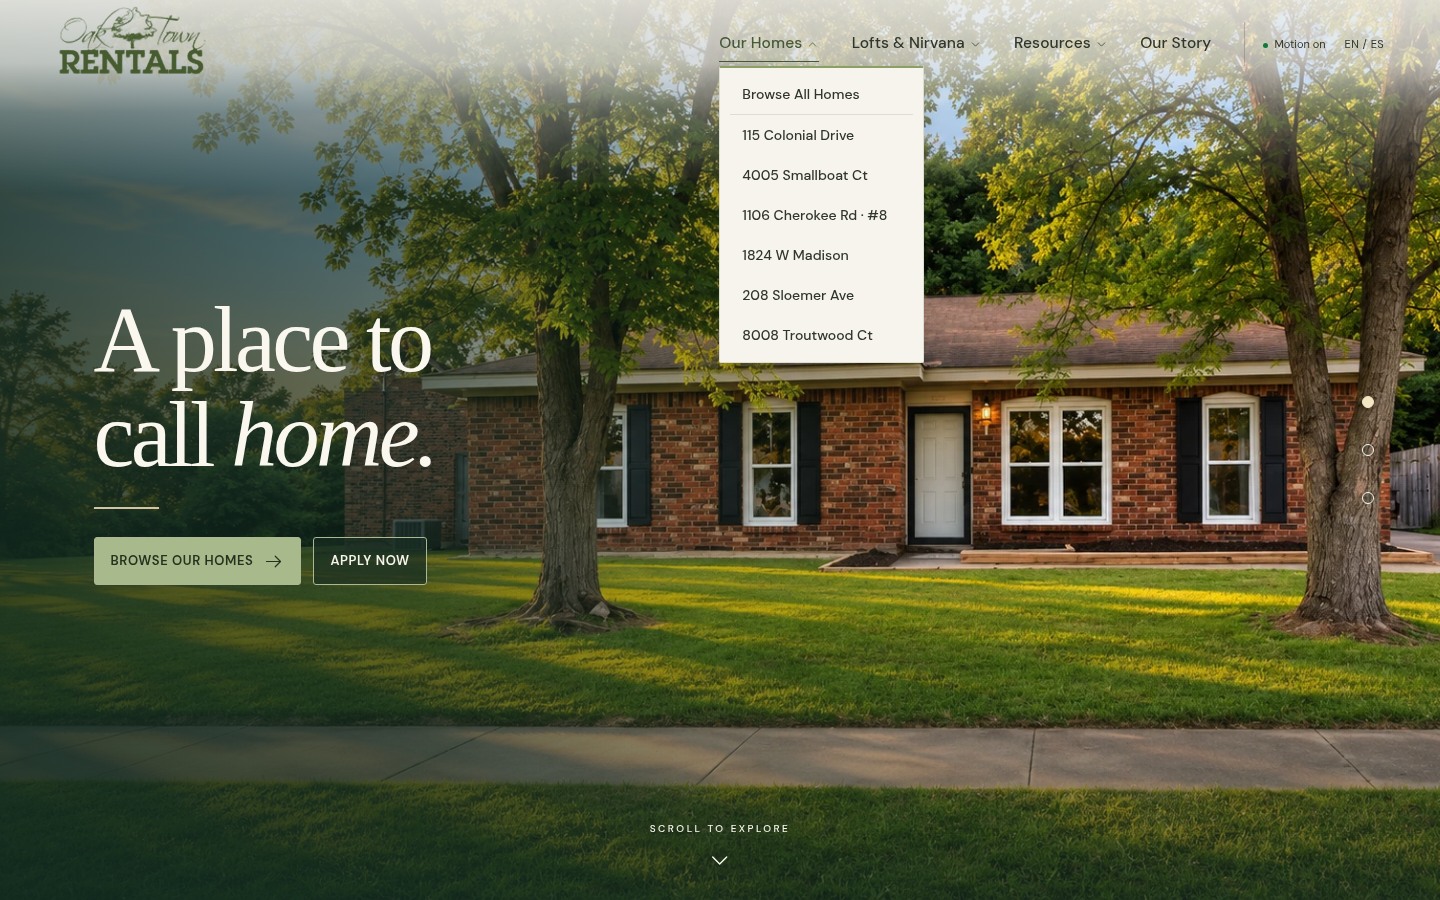 Oak Town
RENTALS
Our Homes
Lofts & Nirvana
Resources
Our Story
Motion on
EN / ES
Browse All Homes
115 Colonial Drive
4005 Smallboat Ct
1106 Cherokee Rd · #8
1824 W Madison
208 Sloemer Ave
8008 Troutwood Ct
A place to
call home.
BROWSE OUR HOMES
APPLY NOW
SCROLL TO EXPLORE